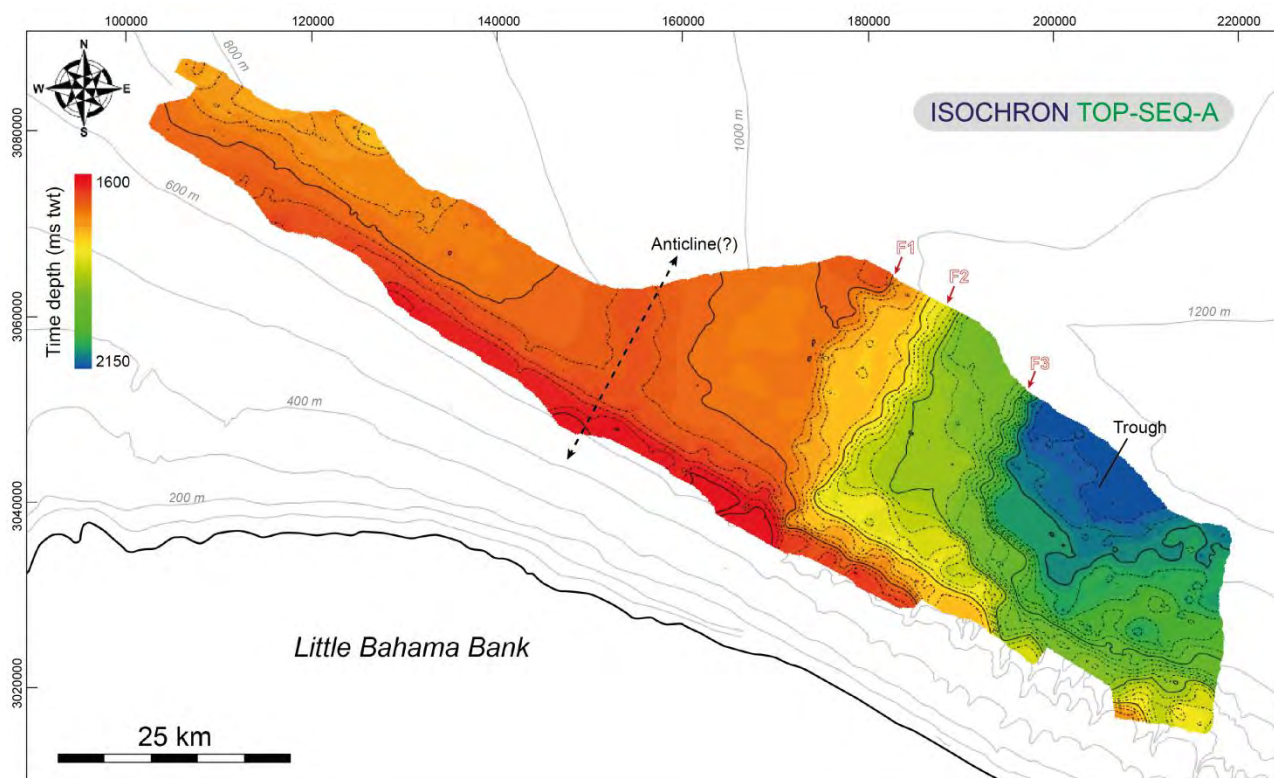 100000 120000 140000 160000 180000 200000 220000
N
W E
S
800 m
1000 m
ISOCHRON TOP-SEQ-A
3080000
1600
600 m
Time depth (ms twt)
Anticline(?)
F1
F2
3060000
1200 m
2150
F3
400 m
Trough
200 m
3040000
Little Bahama Bank
3020000
25 km